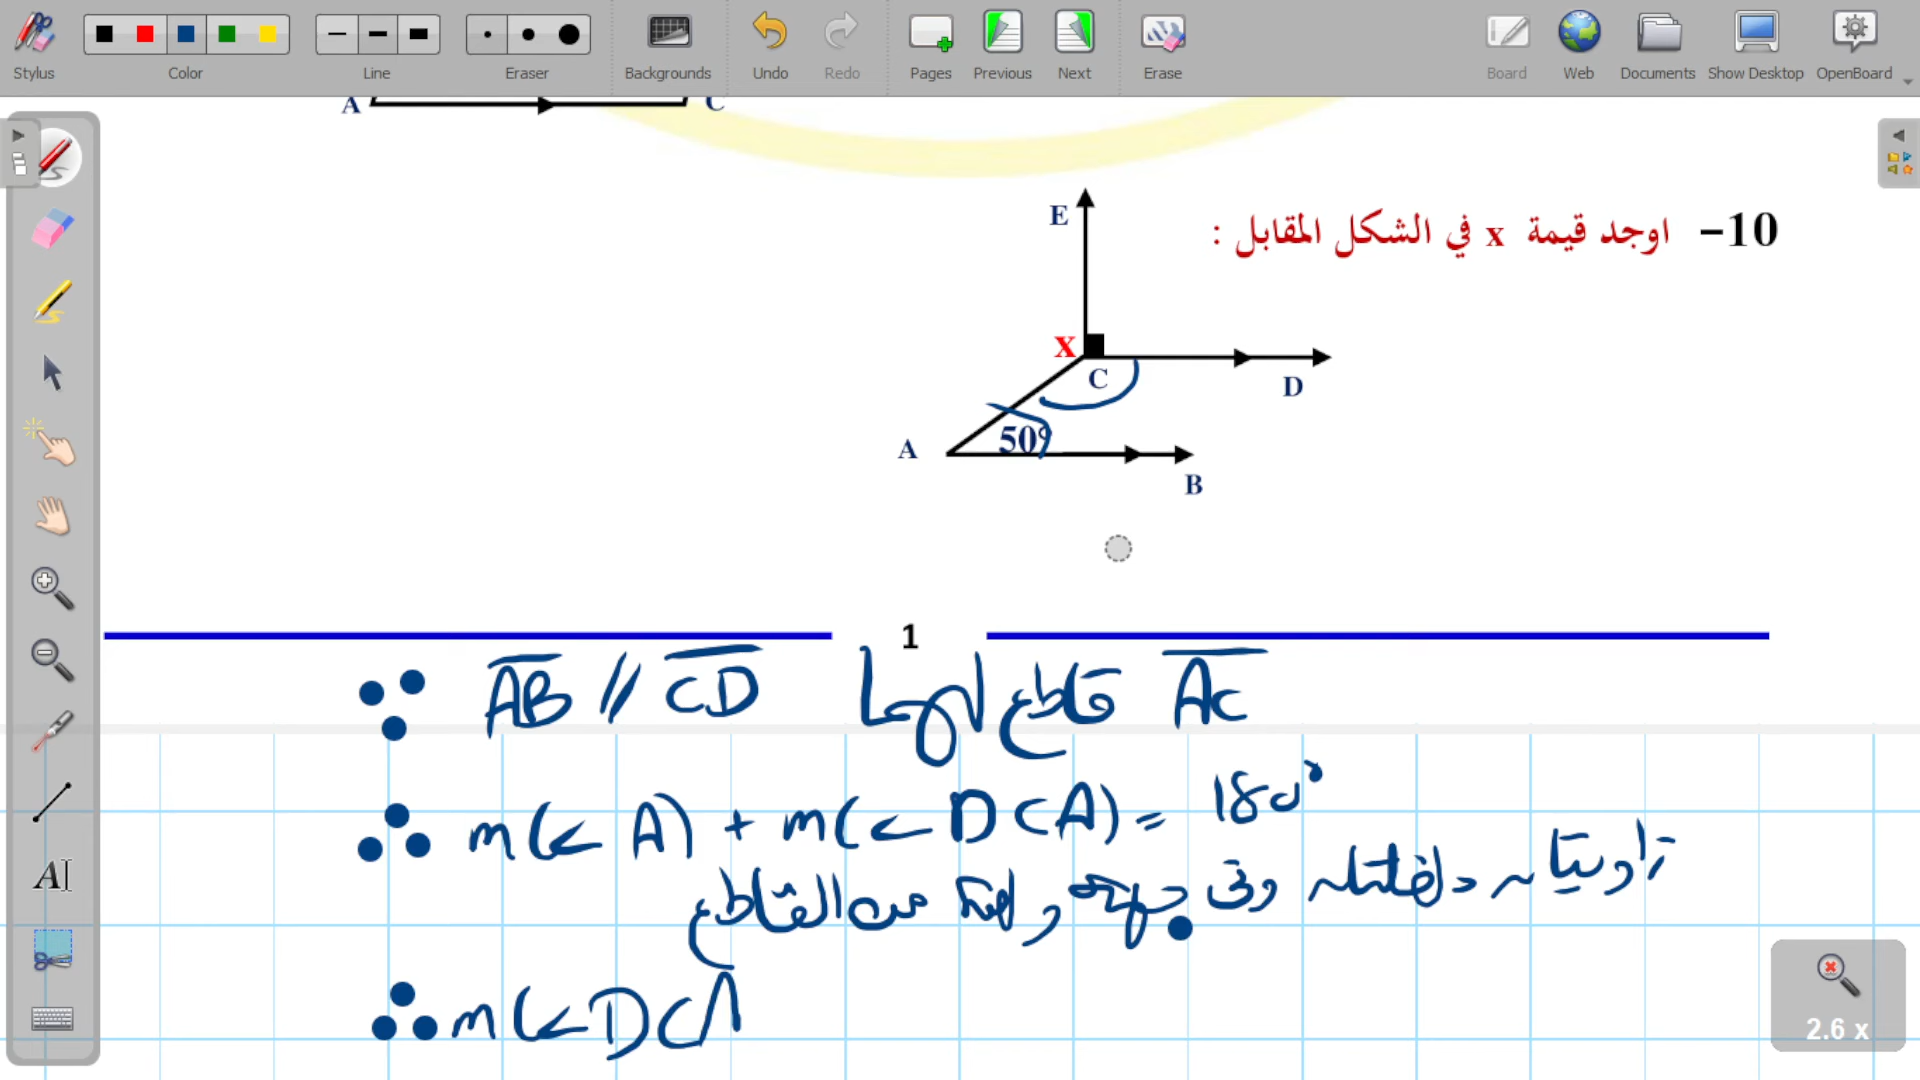 Stylus
Color
Line
Eraser
Backgrounds
Undo
Redo
Pages
Previous
Next
Erase
Board
Web
Documents
Show Desktop
OpenBoard
A C
10- اوجد قيمة x في الشكل المقابل :
E
X
C
D
A
50°
B
1
∵ AB // CD قاطع لهما AC
∴ m(∠A) + m(∠DCA) = 180°
زاويتان داخلتان وفى جهة واحدة من القاطع
∴ m(∠DCA
2.6 x